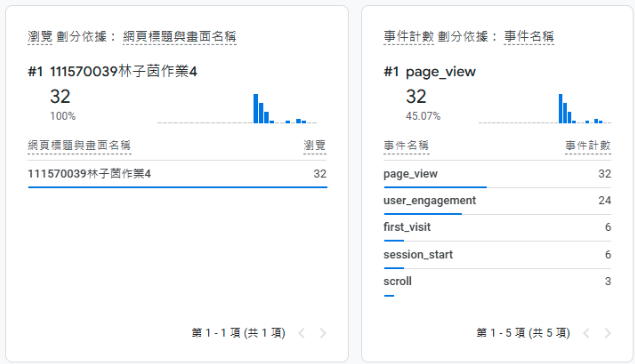 瀏覽 劃分依據： 網頁標題與畫面名稱
#1 111570039林子茵作業4
32
100%
網頁標題與畫面名稱 瀏覽
111570039林子茵作業4 32
第 1 - 1 項 (共 1 項)
事件計數 劃分依據： 事件名稱
#1 page_view
32
45.07%
事件名稱 事件計數
page_view 32
user_engagement 24
first_visit 6
session_start 6
scroll 3
第 1 - 5 項 (共 5 項)